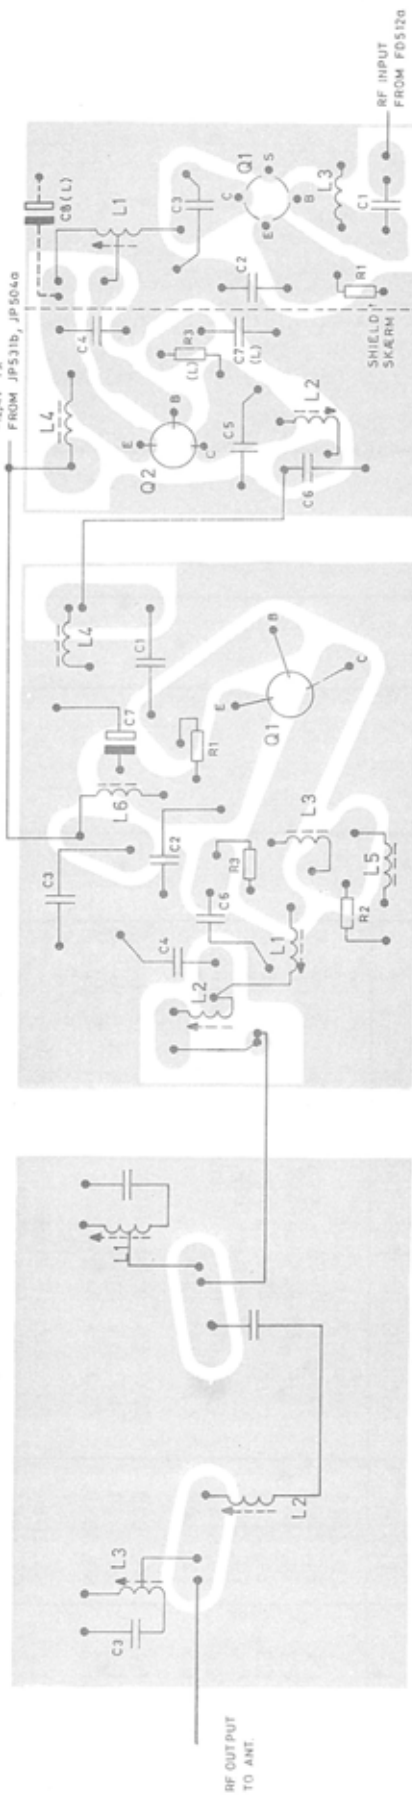 RF OUTPUT
TO ANT.
C3
L3
L2
L1
L2
C4
C3
L6
C7
L4
C2
C1
C6
R1
L1
R3
L3
R2
L5
E
B
C
Q1
FROM JP531b, JP504a
L4
C4
C8(L)
L1
E
B
C
Q2
R3
(L)
C3
C5
C7
(L)
C2
C
E
S
B
Q1
L2
C6
L3
R1
C1
SHIELD
SKÆRM
RF INPUT
FROM FD512a